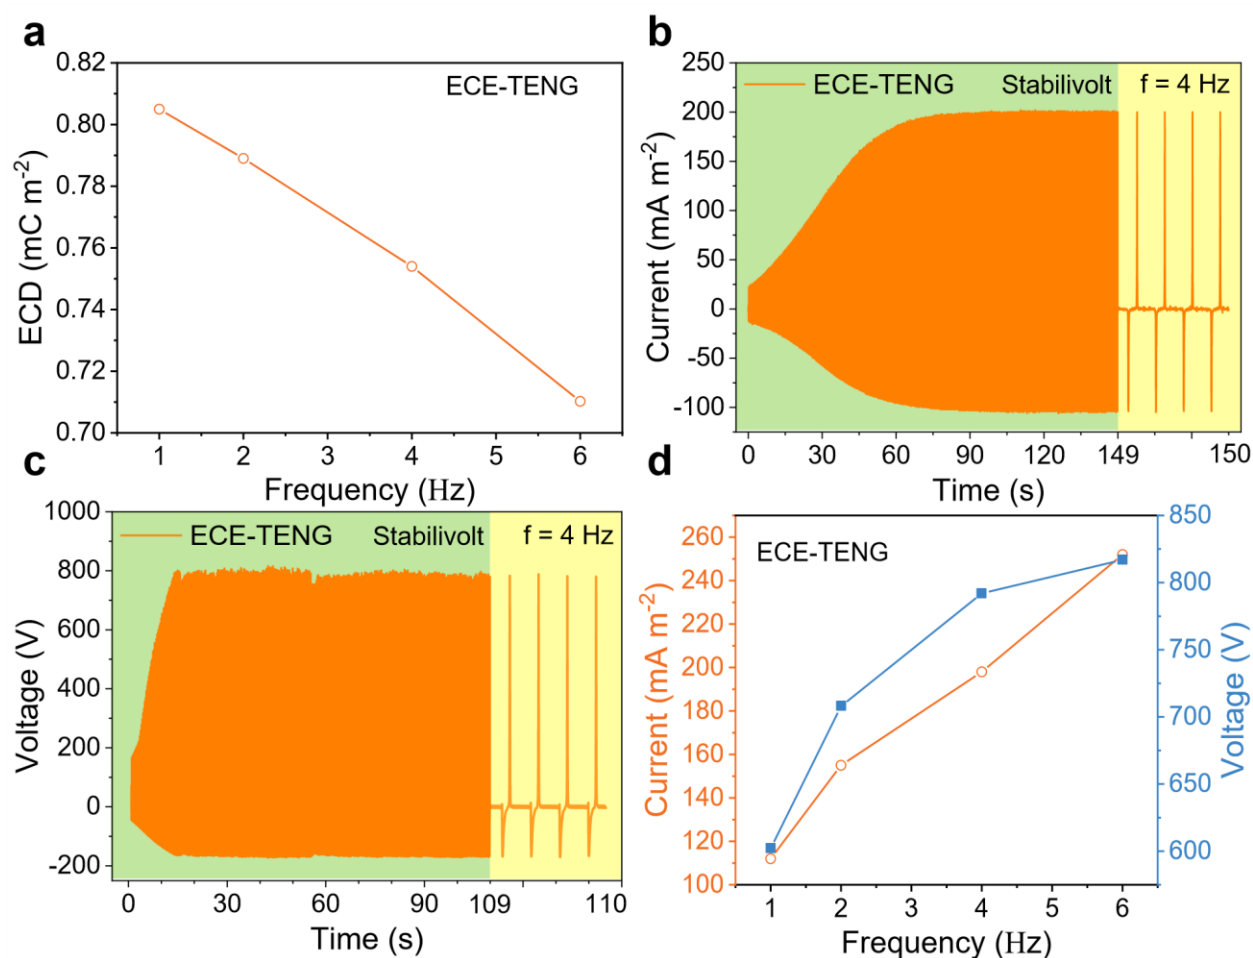 a
ECE-TENG
ECD (mC m⁻²)
0.82
0.80
0.78
0.76
0.74
0.72
0.70
1 2 3 4 5 6
Frequency (Hz)
b
ECE-TENG Stabilivolt f = 4 Hz
Current (mA m⁻²)
250
200
150
100
50
0
-50
-100
0 30 60 90 120 149 150
Time (s)
c
ECE-TENG Stabilivolt f = 4 Hz
Voltage (V)
1000
800
600
400
200
0
-200
0 30 60 90 109 110
Time (s)
d
ECE-TENG
Current (mA m⁻²)
260
240
220
200
180
160
140
120
100
Voltage (V)
850
800
750
700
650
600
1 2 3 4 5 6
Frequency (Hz)